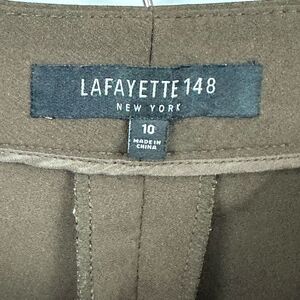 LAFAYETTE 148
NEW YORK
10
MADE IN
CHINA